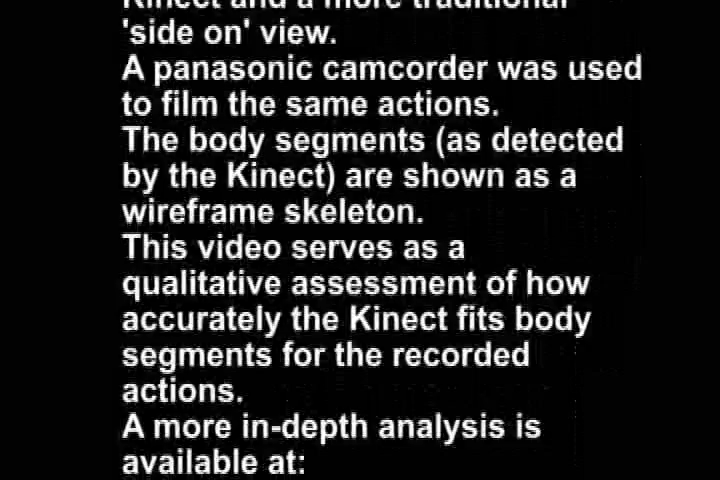 Kinect and a more traditional
'side on' view.
A panasonic camcorder was used
to film the same actions.
The body segments (as detected
by the Kinect) are shown as a
wireframe skeleton.
This video serves as a
qualitative assessment of how
accurately the Kinect fits body
segments for the recorded
actions.
A more in-depth analysis is
available at: